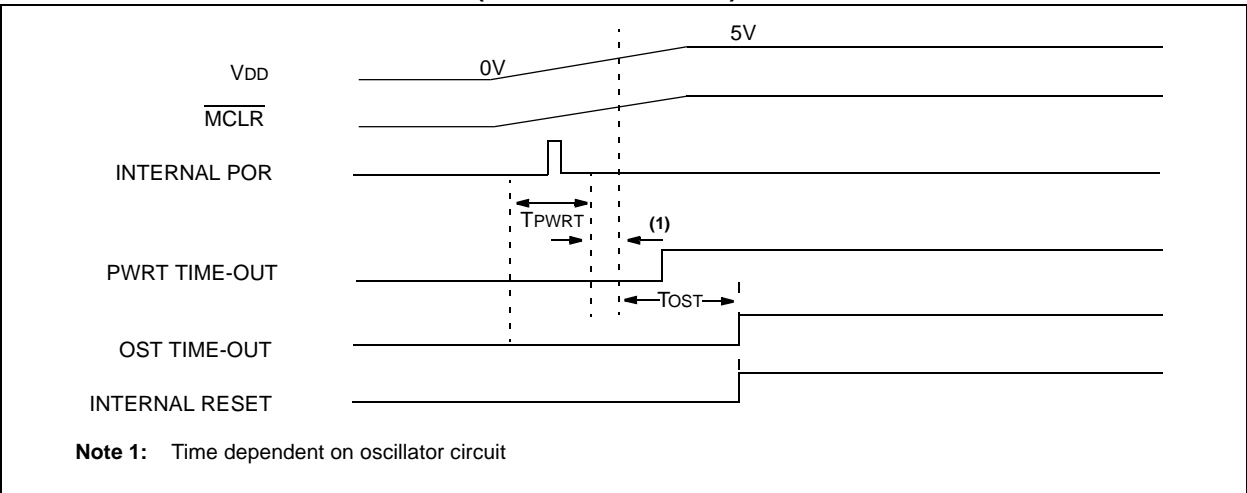 5V
0V
VDD
MCLR
INTERNAL POR
TPWRT
(1)
PWRT TIME-OUT
TOST
OST TIME-OUT
INTERNAL RESET
Note 1: Time dependent on oscillator circuit